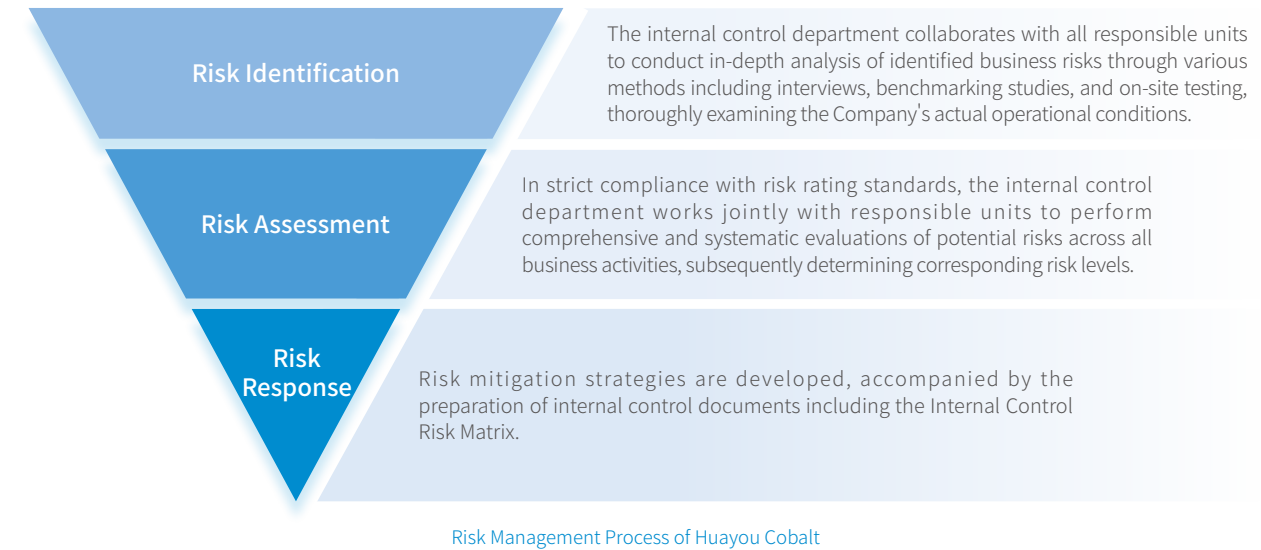 Risk Identification
The internal control department collaborates with all responsible units
to conduct in-depth analysis of identified business risks through various
methods including interviews, benchmarking studies, and on-site testing,
thoroughly examining the Company's actual operational conditions.
Risk Assessment
In strict compliance with risk rating standards, the internal control
department works jointly with responsible units to perform
comprehensive and systematic evaluations of potential risks across all
business activities, subsequently determining corresponding risk levels.
Risk
Response
Risk mitigation strategies are developed, accompanied by the
preparation of internal control documents including the Internal Control
Risk Matrix.
Risk Management Process of Huayou Cobalt